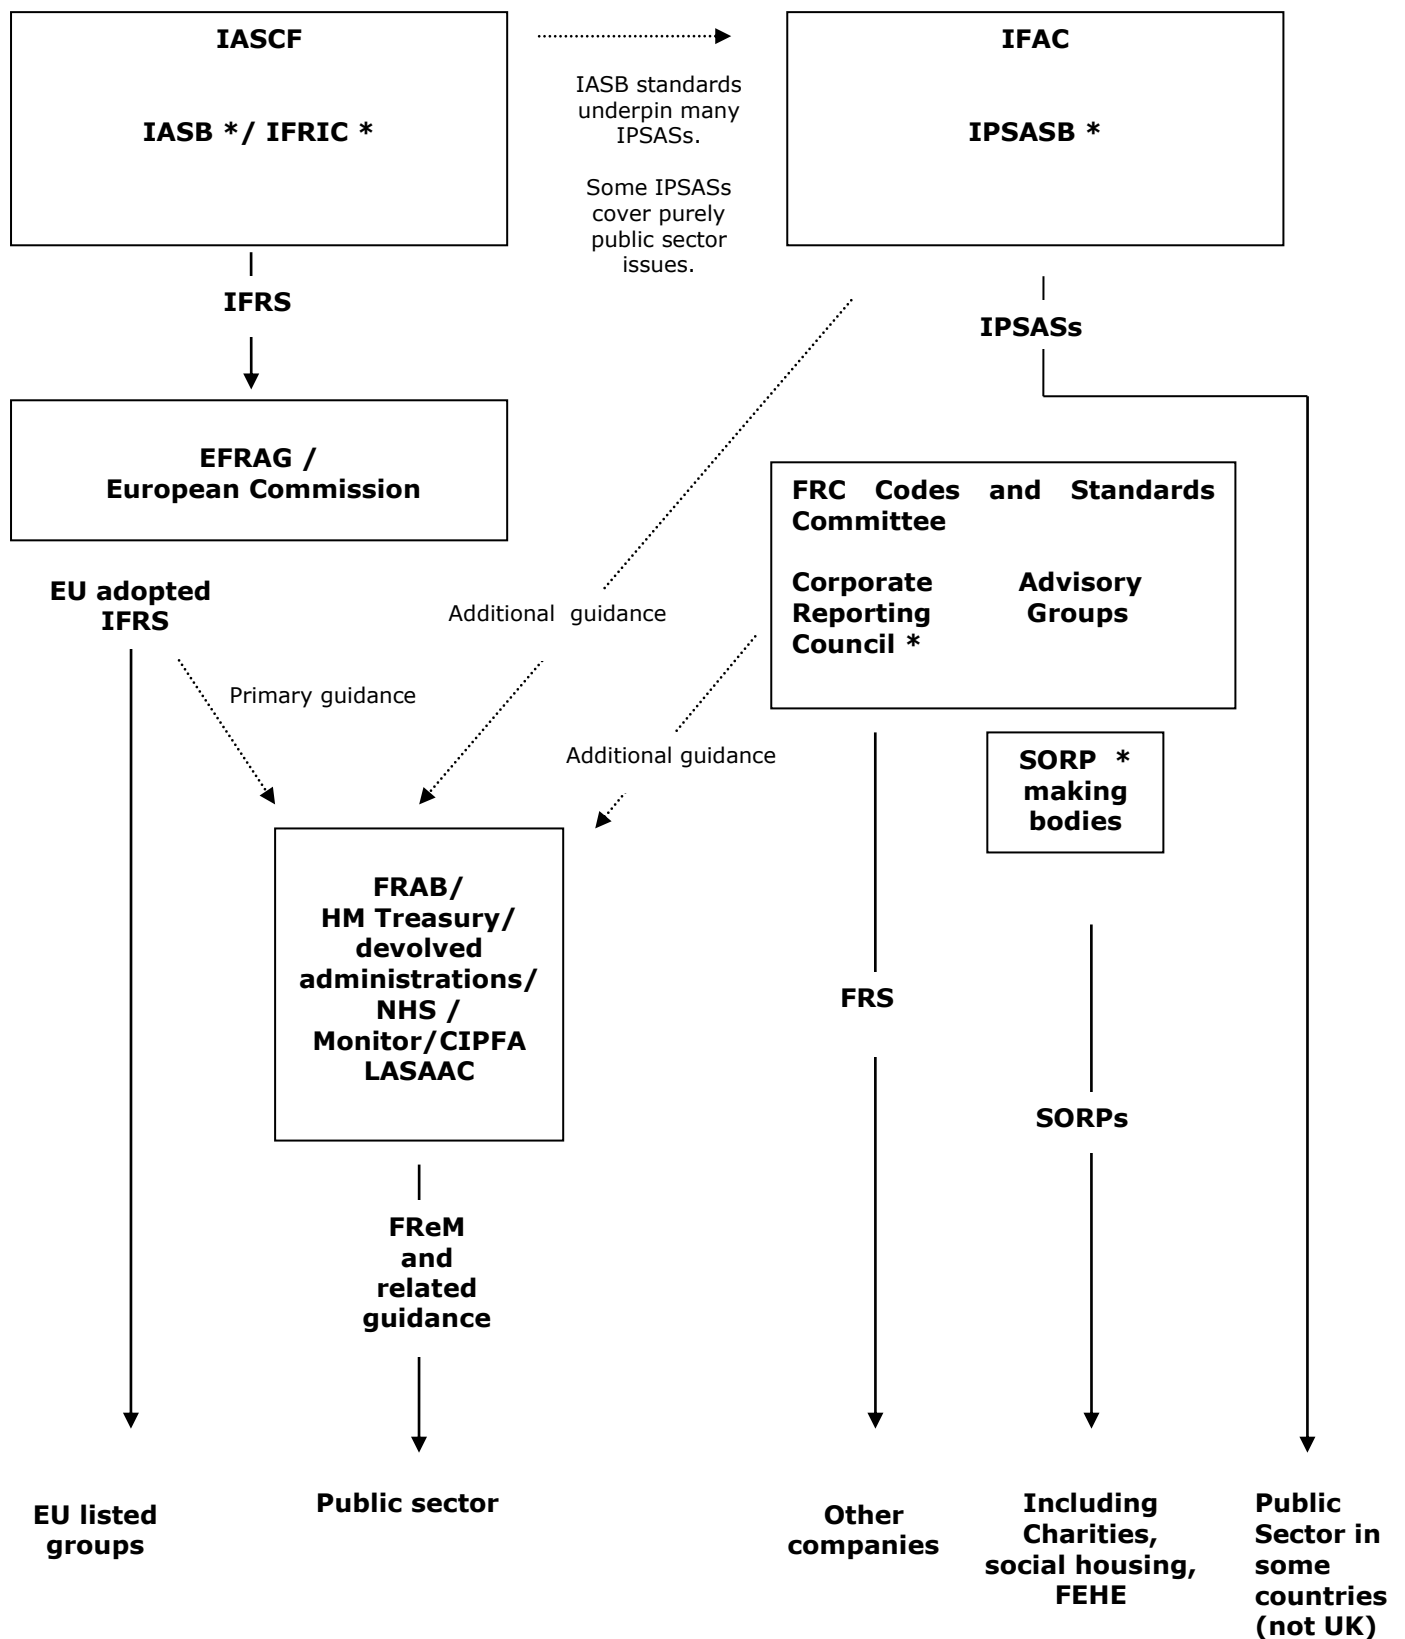 IASCF
IASB */ IFRIC *
IASB standards
underpin many
IPSASs.
Some IPSASs
cover purely
public sector
issues.
IFAC
IPSASB *
IFRS
IPSASs
EFRAG /
European Commission
FRC Codes and Standards
Committee
Corporate Advisory
Reporting Groups
Council *
EU adopted
IFRS
Additional guidance
Primary guidance
Additional guidance
SORP *
making
bodies
FRAB/
HM Treasury/
devolved
administrations/
NHS /
Monitor/CIPFA
LASAAC
FRS
SORPs
FReM
and
related
guidance
EU listed
groups
Public sector
Other
companies
Including
Charities,
social housing,
FEHE
Public
Sector in
some
countries
(not UK)